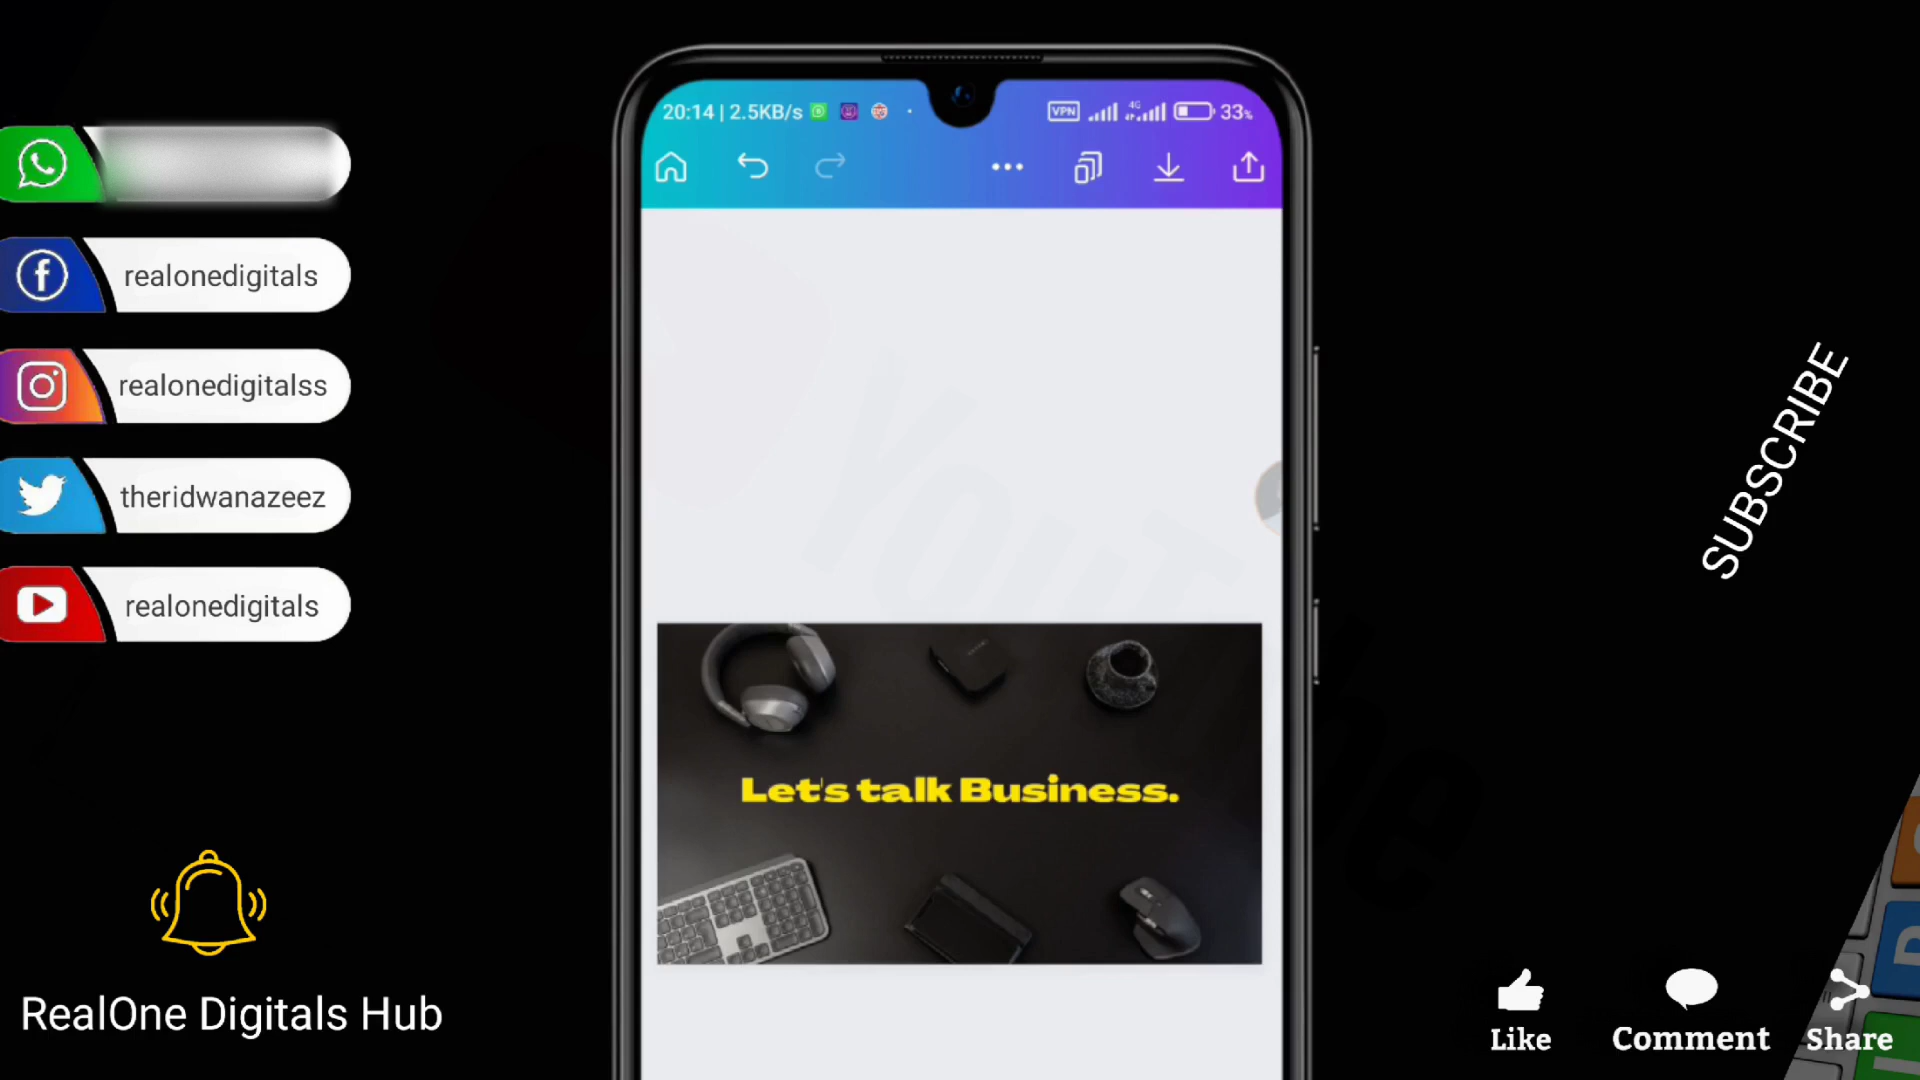 20:14 | 2.5KB/s
VPN
4G
33%
realonedigitals
realonedigitalss
theridwanazeez
realonedigitals
SUBSCRIBE
Let's talk Business.
RealOne Digitals Hub
Like
Comment
Share